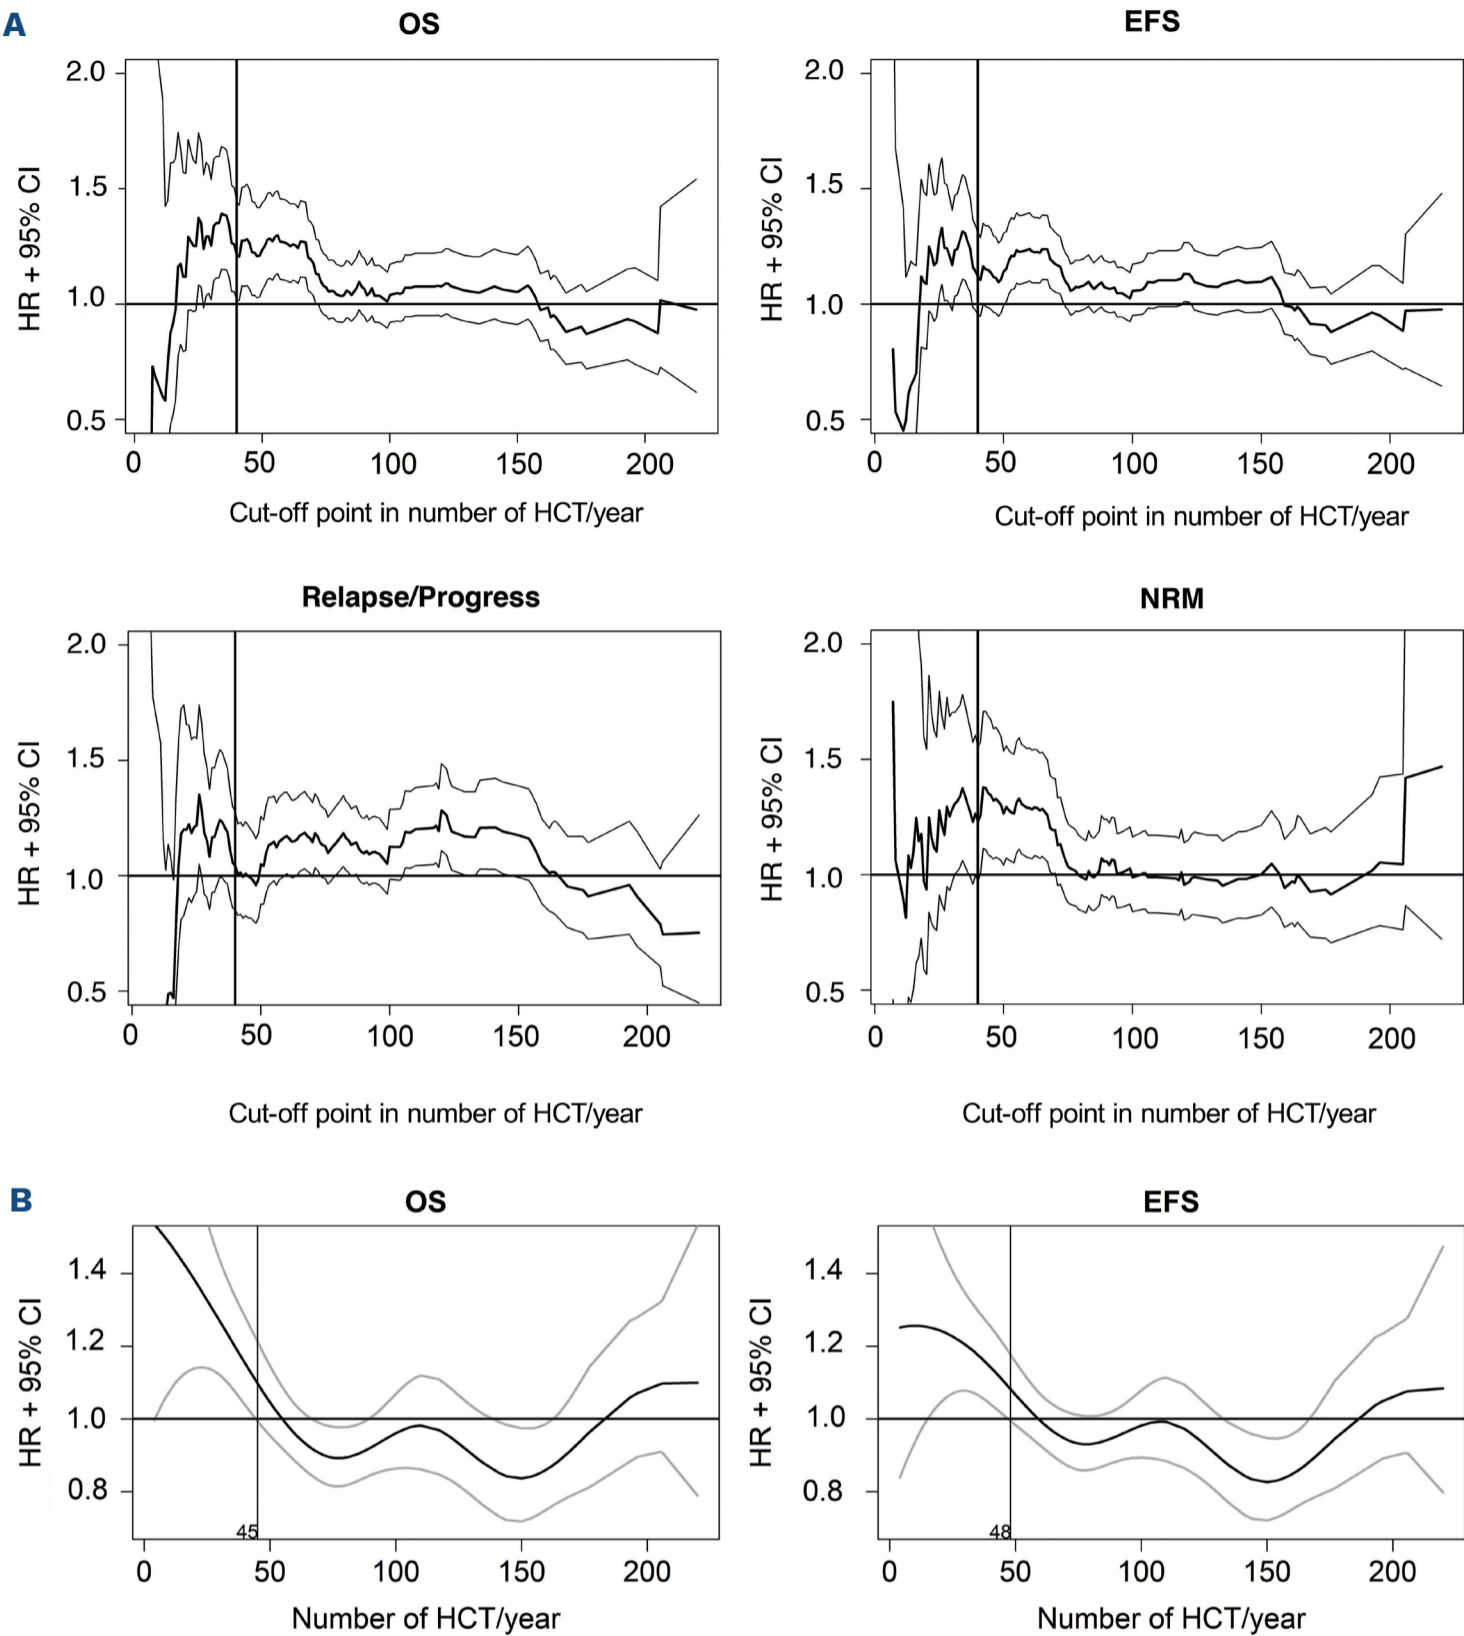 A
OS
EFS
HR + 95% CI
2.0
1.5
1.0
0.5
0 50 100 150 200
Cut-off point in number of HCT/year
HR + 95% CI
2.0
1.5
1.0
0.5
0 50 100 150 200
Cut-off point in number of HCT/year
Relapse/Progress
NRM
HR + 95% CI
2.0
1.5
1.0
0.5
0 50 100 150 200
Cut-off point in number of HCT/year
HR + 95% CI
2.0
1.5
1.0
0.5
0 50 100 150 200
Cut-off point in number of HCT/year
B
OS
EFS
HR + 95% CI
1.4
1.2
1.0
0.8
45
0 50 100 150 200
Number of HCT/year
HR + 95% CI
1.4
1.2
1.0
0.8
48
0 50 100 150 200
Number of HCT/year